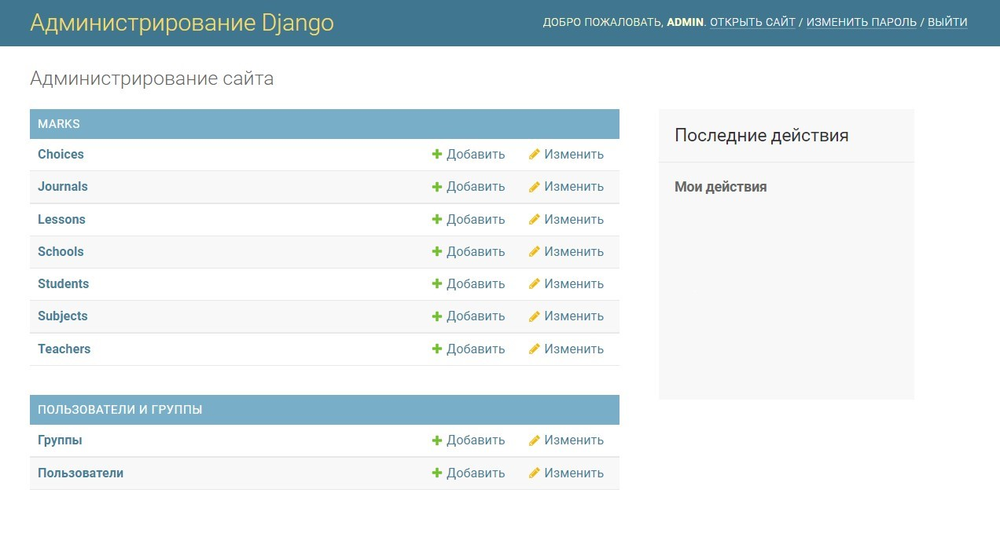 Администрирование Django
ДОБРО ПОЖАЛОВАТЬ, ADMIN. ОТКРЫТЬ САЙТ / ИЗМЕНИТЬ ПАРОЛЬ / ВЫЙТИ
Администрирование сайта
MARKS
Choices Добавить Изменить
Journals Добавить Изменить
Lessons Добавить Изменить
Schools Добавить Изменить
Students Добавить Изменить
Subjects Добавить Изменить
Teachers Добавить Изменить
ПОЛЬЗОВАТЕЛИ И ГРУППЫ
Группы Добавить Изменить
Пользователи Добавить Изменить
Последние действия
Мои действия